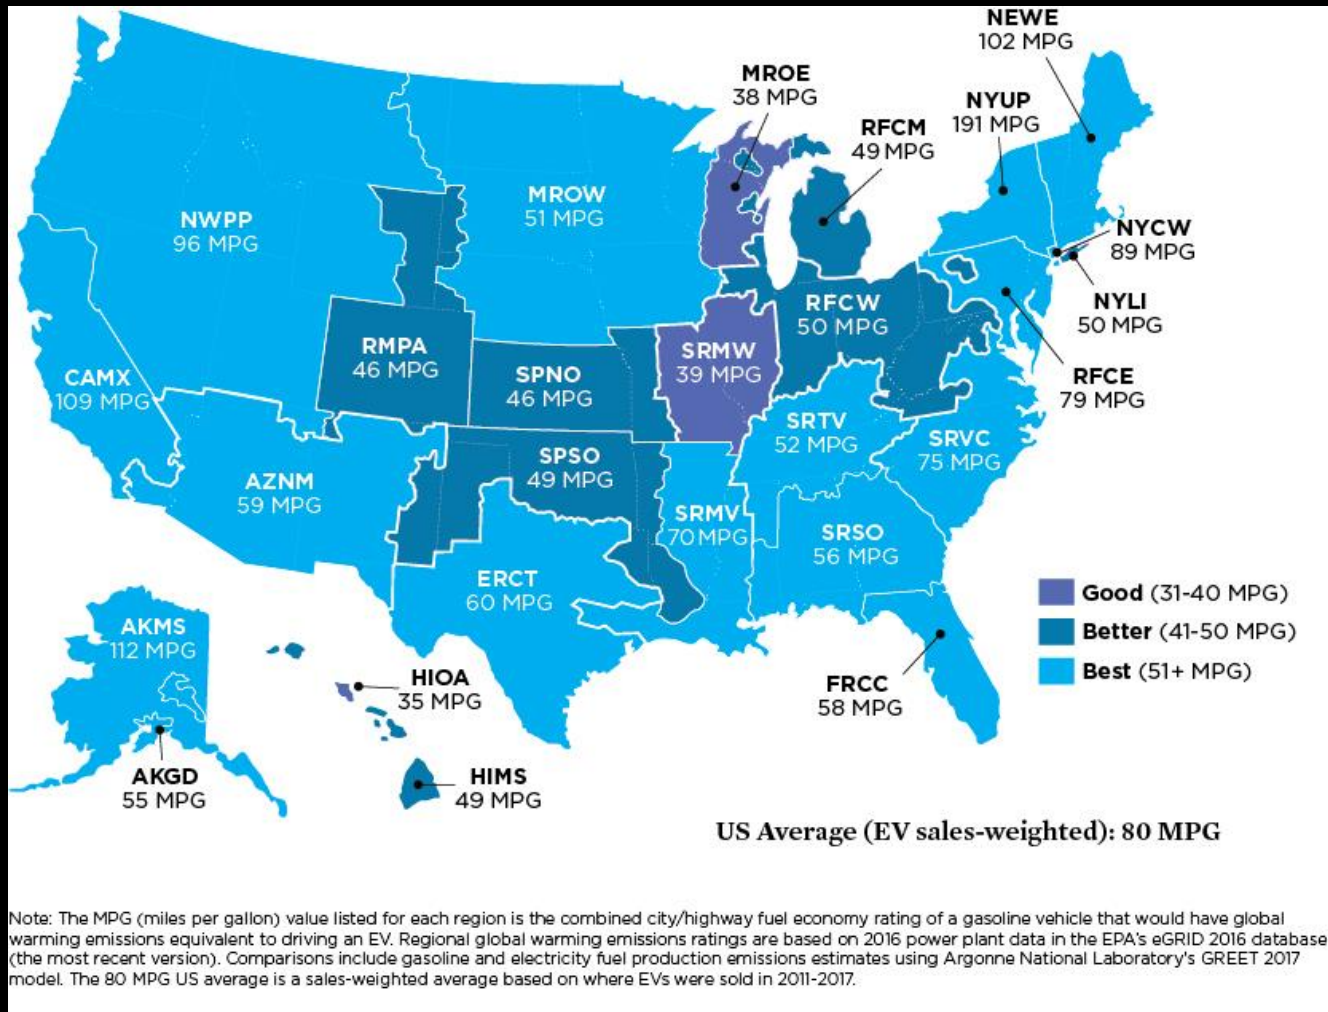 NEWE
102 MPG
MROE
38 MPG
NYUP
191 MPG
RFCM
49 MPG
MROW
51 MPG
NWPP
96 MPG
NYCW
89 MPG
NYLI
50 MPG
RFCW
50 MPG
RMPA
46 MPG
SRMW
39 MPG
SPNO
46 MPG
CAMX
109 MPG
RFCE
79 MPG
SRTV
52 MPG
SRVC
75 MPG
SPSO
49 MPG
AZNM
59 MPG
SRMV
70 MPG
SRSO
56 MPG
ERCT
60 MPG
Good (31-40 MPG)
Better (41-50 MPG)
Best (51+ MPG)
AKMS
112 MPG
HIOA
35 MPG
FRCC
58 MPG
AKGD
55 MPG
HIMS
49 MPG
US Average (EV sales-weighted): 80 MPG
Note: The MPG (miles per gallon) value listed for each region is the combined city/highway fuel economy rating of a gasoline vehicle that would have global
warming emissions equivalent to driving an EV. Regional global warming emissions ratings are based on 2016 power plant data in the EPA's eGRID 2016 database
(the most recent version). Comparisons include gasoline and electricity fuel production emissions estimates using Argonne National Laboratory's GREET 2017
model. The 80 MPG US average is a sales-weighted average based on where EVs were sold in 2011-2017.